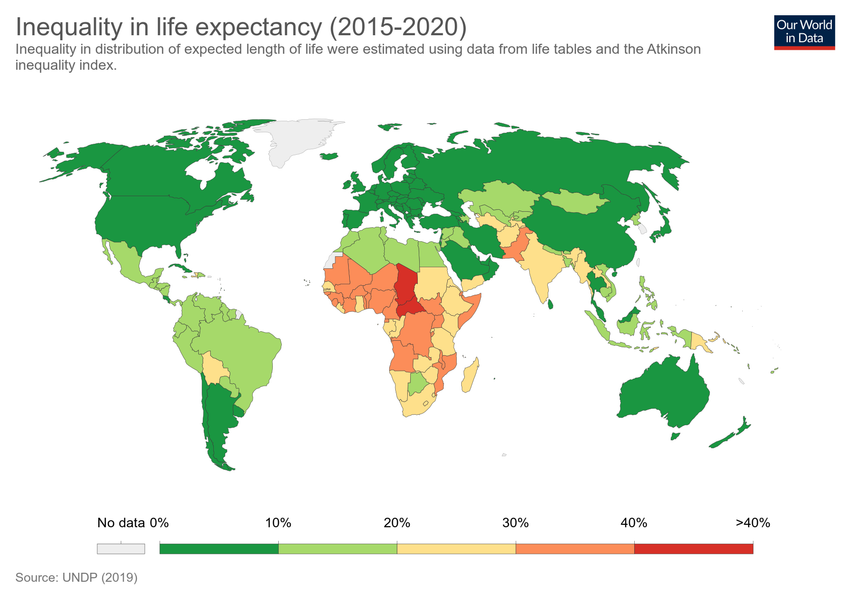 Inequality in life expectancy (2015-2020)
Our World
in Data
Inequality in distribution of expected length of life were estimated using data from life tables and the Atkinson
inequality index.
No data 0% 10% 20% 30% 40% >40%
Source: UNDP (2019)